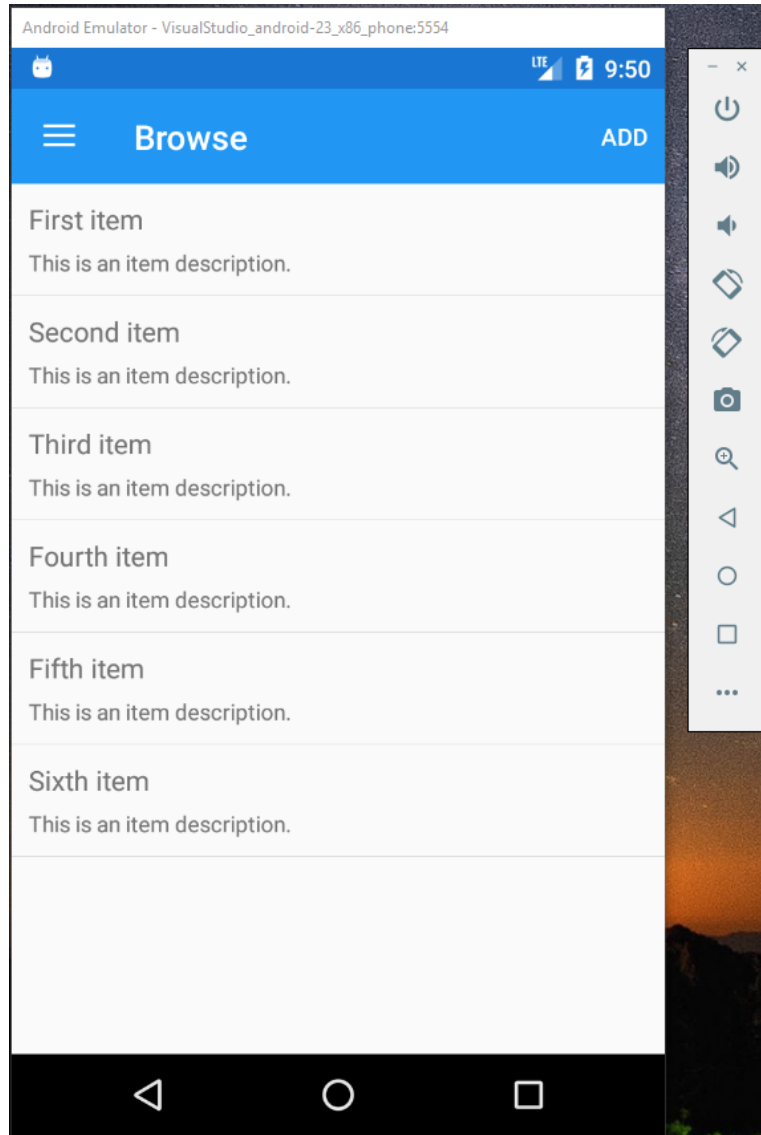 Android Emulator - VisualStudio_android-23_x86_phone:5554
LTE 9:50
Browse ADD
First item
This is an item description.
Second item
This is an item description.
Third item
This is an item description.
Fourth item
This is an item description.
Fifth item
This is an item description.
Sixth item
This is an item description.